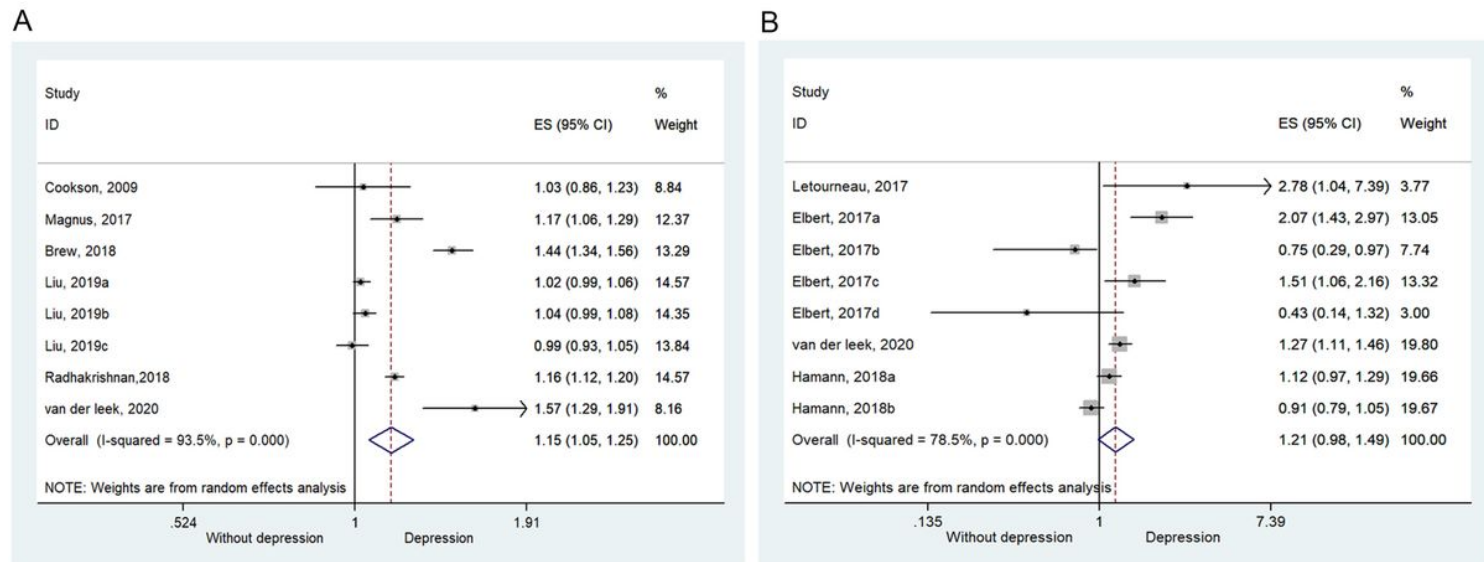 A
Study %
ID ES (95% CI) Weight
Cookson, 2009 1.03 (0.86, 1.23) 8.84
Magnus, 2017 1.17 (1.06, 1.29) 12.37
Brew, 2018 1.44 (1.34, 1.56) 13.29
Liu, 2019a 1.02 (0.99, 1.06) 14.57
Liu, 2019b 1.04 (0.99, 1.08) 14.35
Liu, 2019c 0.99 (0.93, 1.05) 13.84
Radhakrishnan,2018 1.16 (1.12, 1.20) 14.57
van der leek, 2020 1.57 (1.29, 1.91) 8.16
Overall (I-squared = 93.5%, p = 0.000) 1.15 (1.05, 1.25) 100.00
NOTE: Weights are from random effects analysis
.524 1 1.91
Without depression Depression
B
Study %
ID ES (95% CI) Weight
Letourneau, 2017 2.78 (1.04, 7.39) 3.77
Elbert, 2017a 2.07 (1.43, 2.97) 13.05
Elbert, 2017b 0.75 (0.29, 0.97) 7.74
Elbert, 2017c 1.51 (1.06, 2.16) 13.32
Elbert, 2017d 0.43 (0.14, 1.32) 3.00
van der leek, 2020 1.27 (1.11, 1.46) 19.80
Hamann, 2018a 1.12 (0.97, 1.29) 19.66
Hamann, 2018b 0.91 (0.79, 1.05) 19.67
Overall (I-squared = 78.5%, p = 0.000) 1.21 (0.98, 1.49) 100.00
NOTE: Weights are from random effects analysis
.135 1 7.39
Without depression Depression